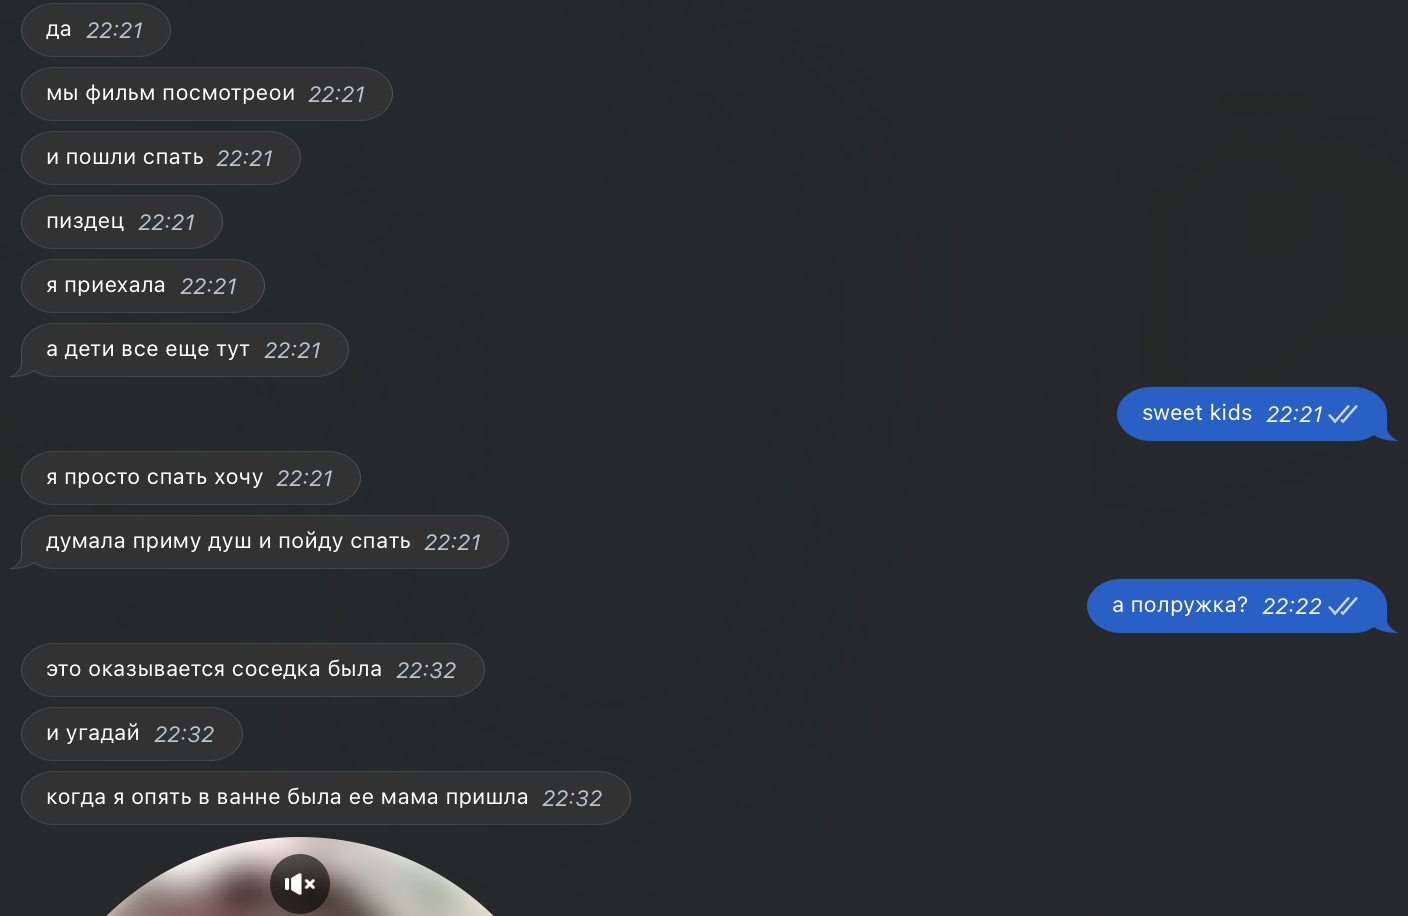 да 22:21
мы фильм посмотреои 22:21
и пошли спать 22:21
пиздец 22:21
я приехала 22:21
а дети все еще тут 22:21
sweet kids 22:21
я просто спать хочу 22:21
думала приму душ и пойду спать 22:21
а полружка? 22:22
это оказывается соседка была 22:32
и угадай 22:32
когда я опять в ванне была ее мама пришла 22:32